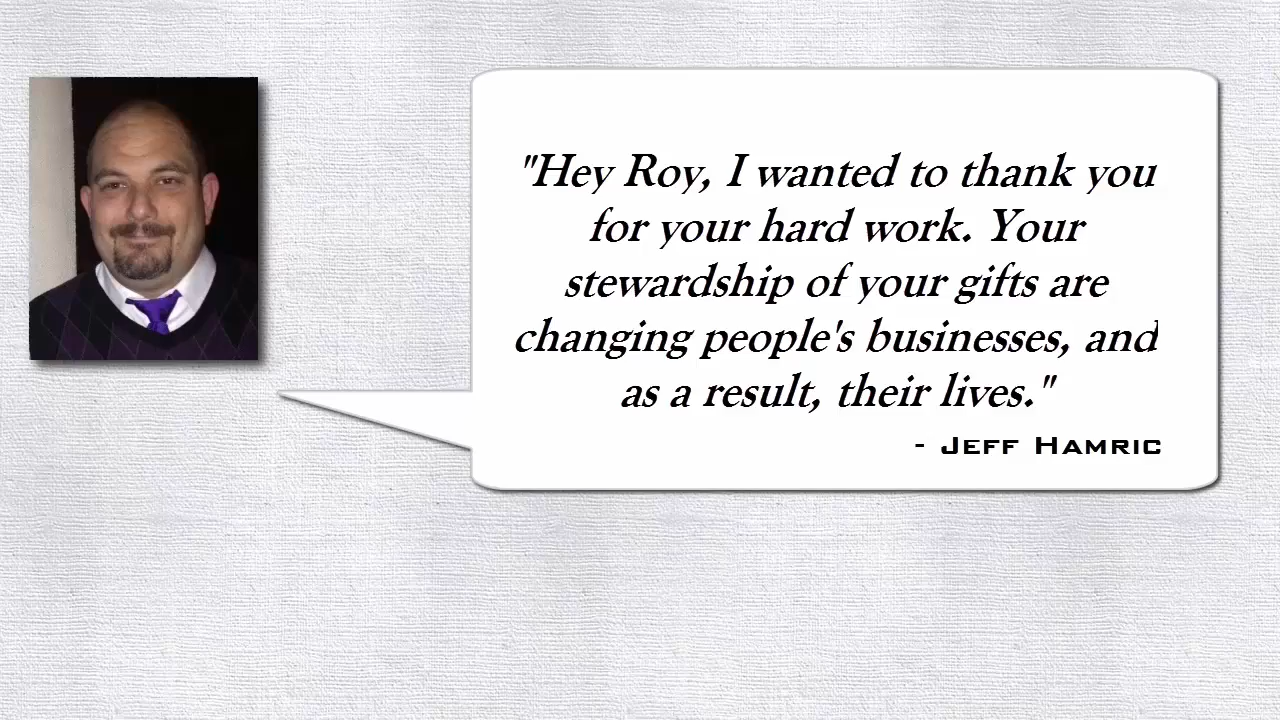 "Hey Roy, I wanted to thank you
for your hard work. Your
stewardship of your gifts are
changing people's businesses, and
as a result, their lives."
- Jeff Hamric